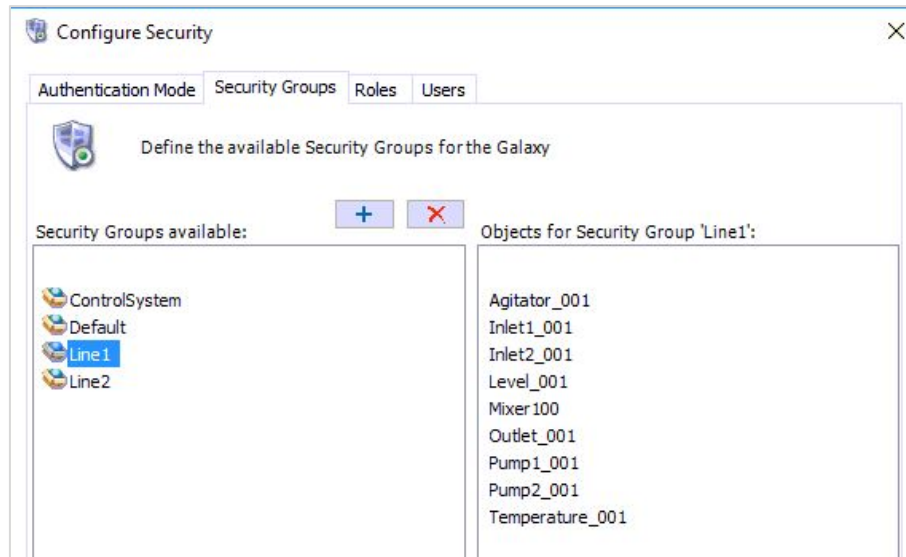 Configure Security
Authentication Mode Security Groups Roles Users
Define the available Security Groups for the Galaxy
Security Groups available:
ControlSystem
Default
Line1
Line2
Objects for Security Group 'Line1':
Agitator_001
Inlet1_001
Inlet2_001
Level_001
Mixer100
Outlet_001
Pump1_001
Pump2_001
Temperature_001